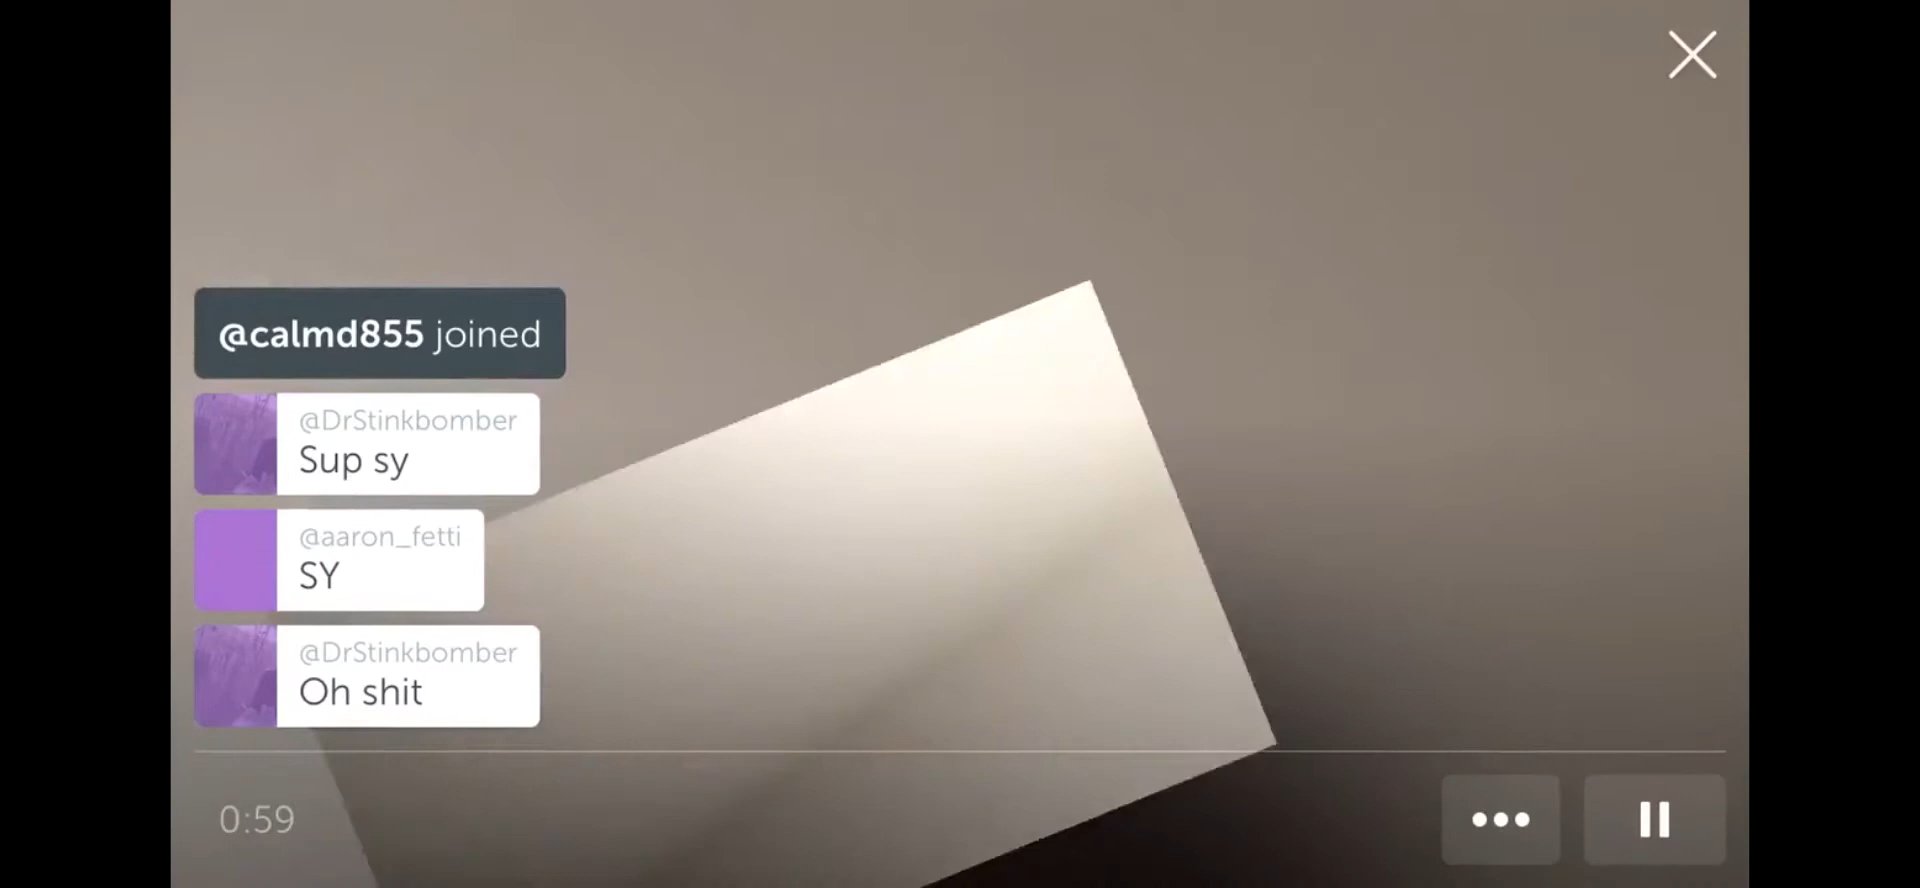 @calmd855 joined
@DrStinkbomber
Sup sy
@aaron_fetti
SY
@DrStinkbomber
Oh shit
0:59